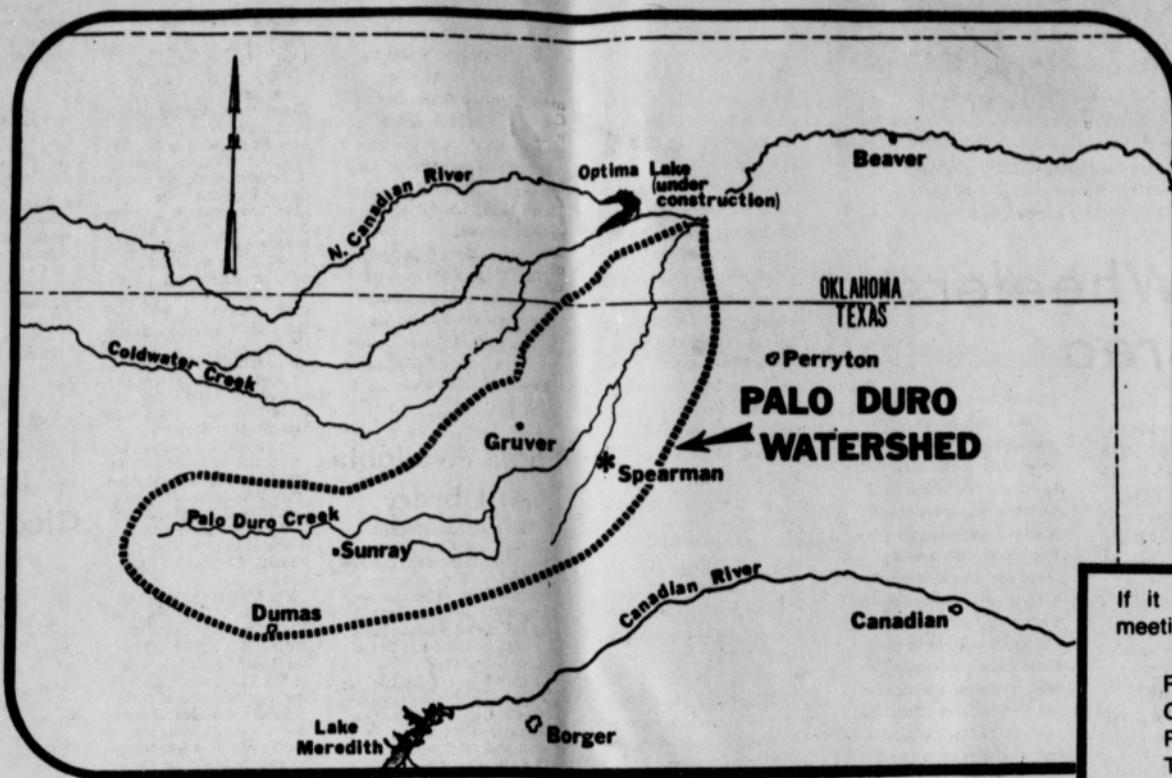 N. Canadian River
Optima Lake
(under
construction)
Beaver
OKLAHOMA
TEXAS
Coldwater Creek
Perryton
PALO DURO
WATERSHED
Gruver
Spearman
Palo Duro Creek
Sunray
Dumas
Canadian River
Canadian
Lake
Meredith
Borger
If it
meeti